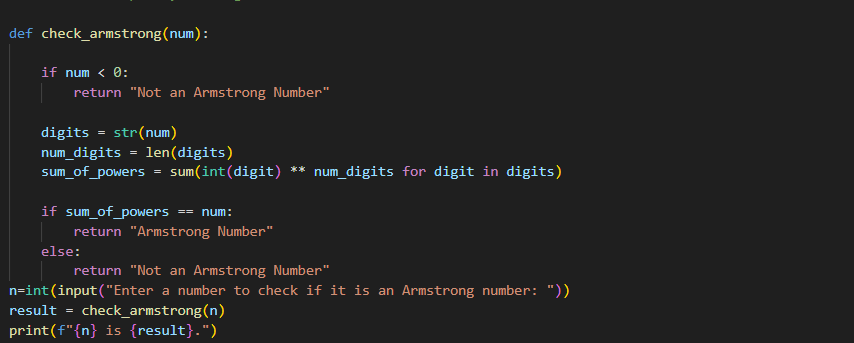 def check_armstrong(num):
    if num < 0:
        return "Not an Armstrong Number"
    digits = str(num)
    num_digits = len(digits)
    sum_of_powers = sum(int(digit) ** num_digits for digit in digits)
    if sum_of_powers == num:
        return "Armstrong Number"
    else:
        return "Not an Armstrong Number"
n=int(input("Enter a number to check if it is an Armstrong number: "))
result = check_armstrong(n)
print(f"{n} is {result}.")